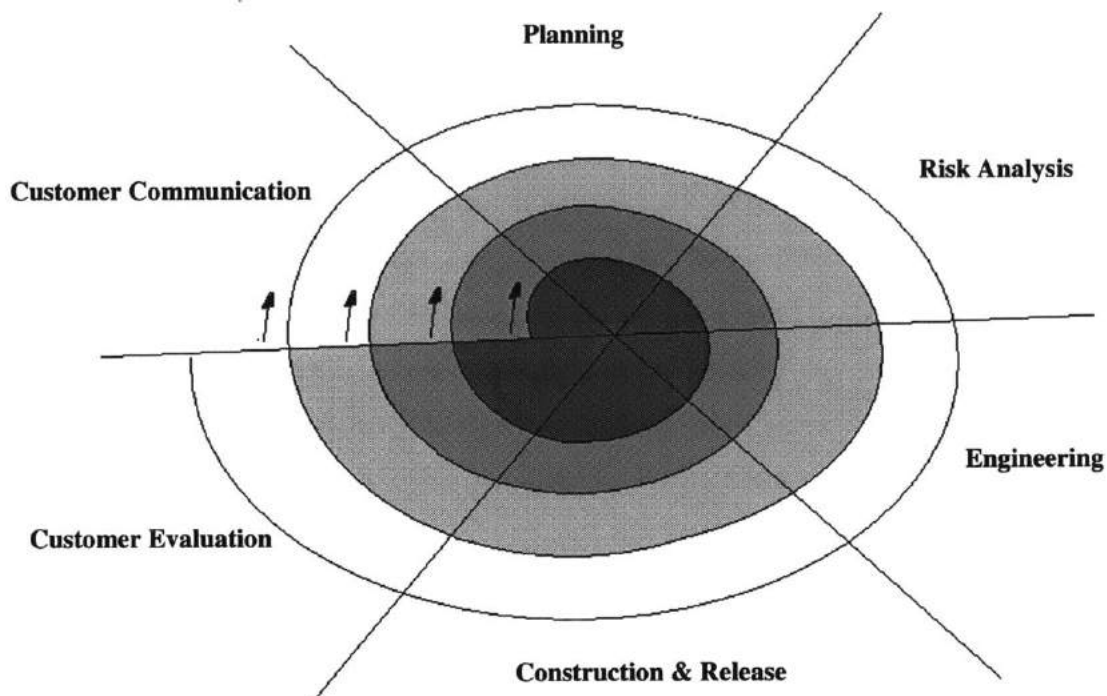 Planning
Risk Analysis
Customer Communication
Engineering
Customer Evaluation
Construction & Release